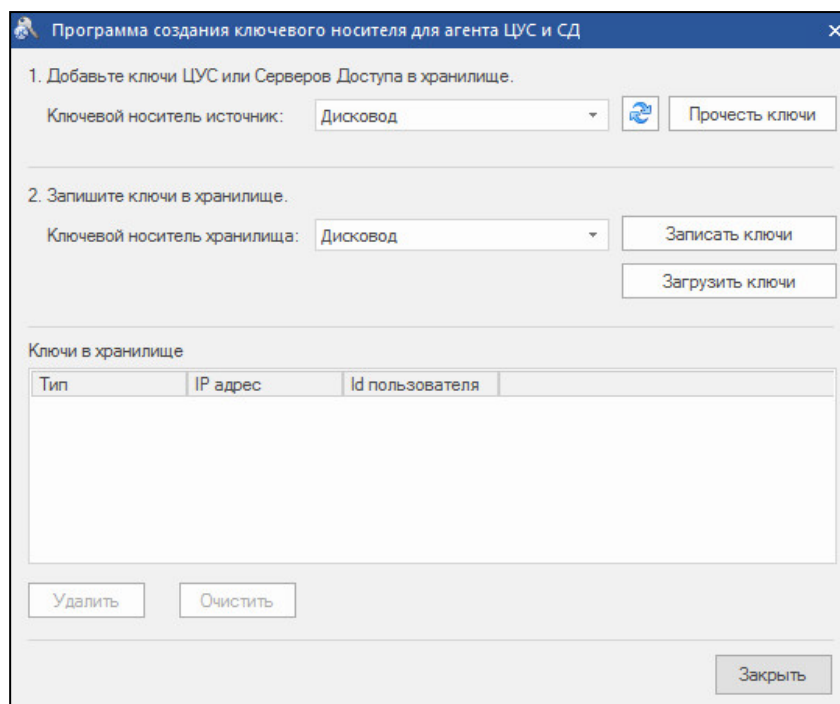 Программа создания ключевого носителя для агента ЦУС и СД
1. Добавьте ключи ЦУС или Серверов Доступа в хранилище.
Ключевой носитель источник: Дисковод Прочесть ключи
2. Запишите ключи в хранилище.
Ключевой носитель хранилища: Дисковод Записать ключи
Загрузить ключи
Ключи в хранилище
Тип IP адрес Id пользователя
Удалить Очистить
Закрыть